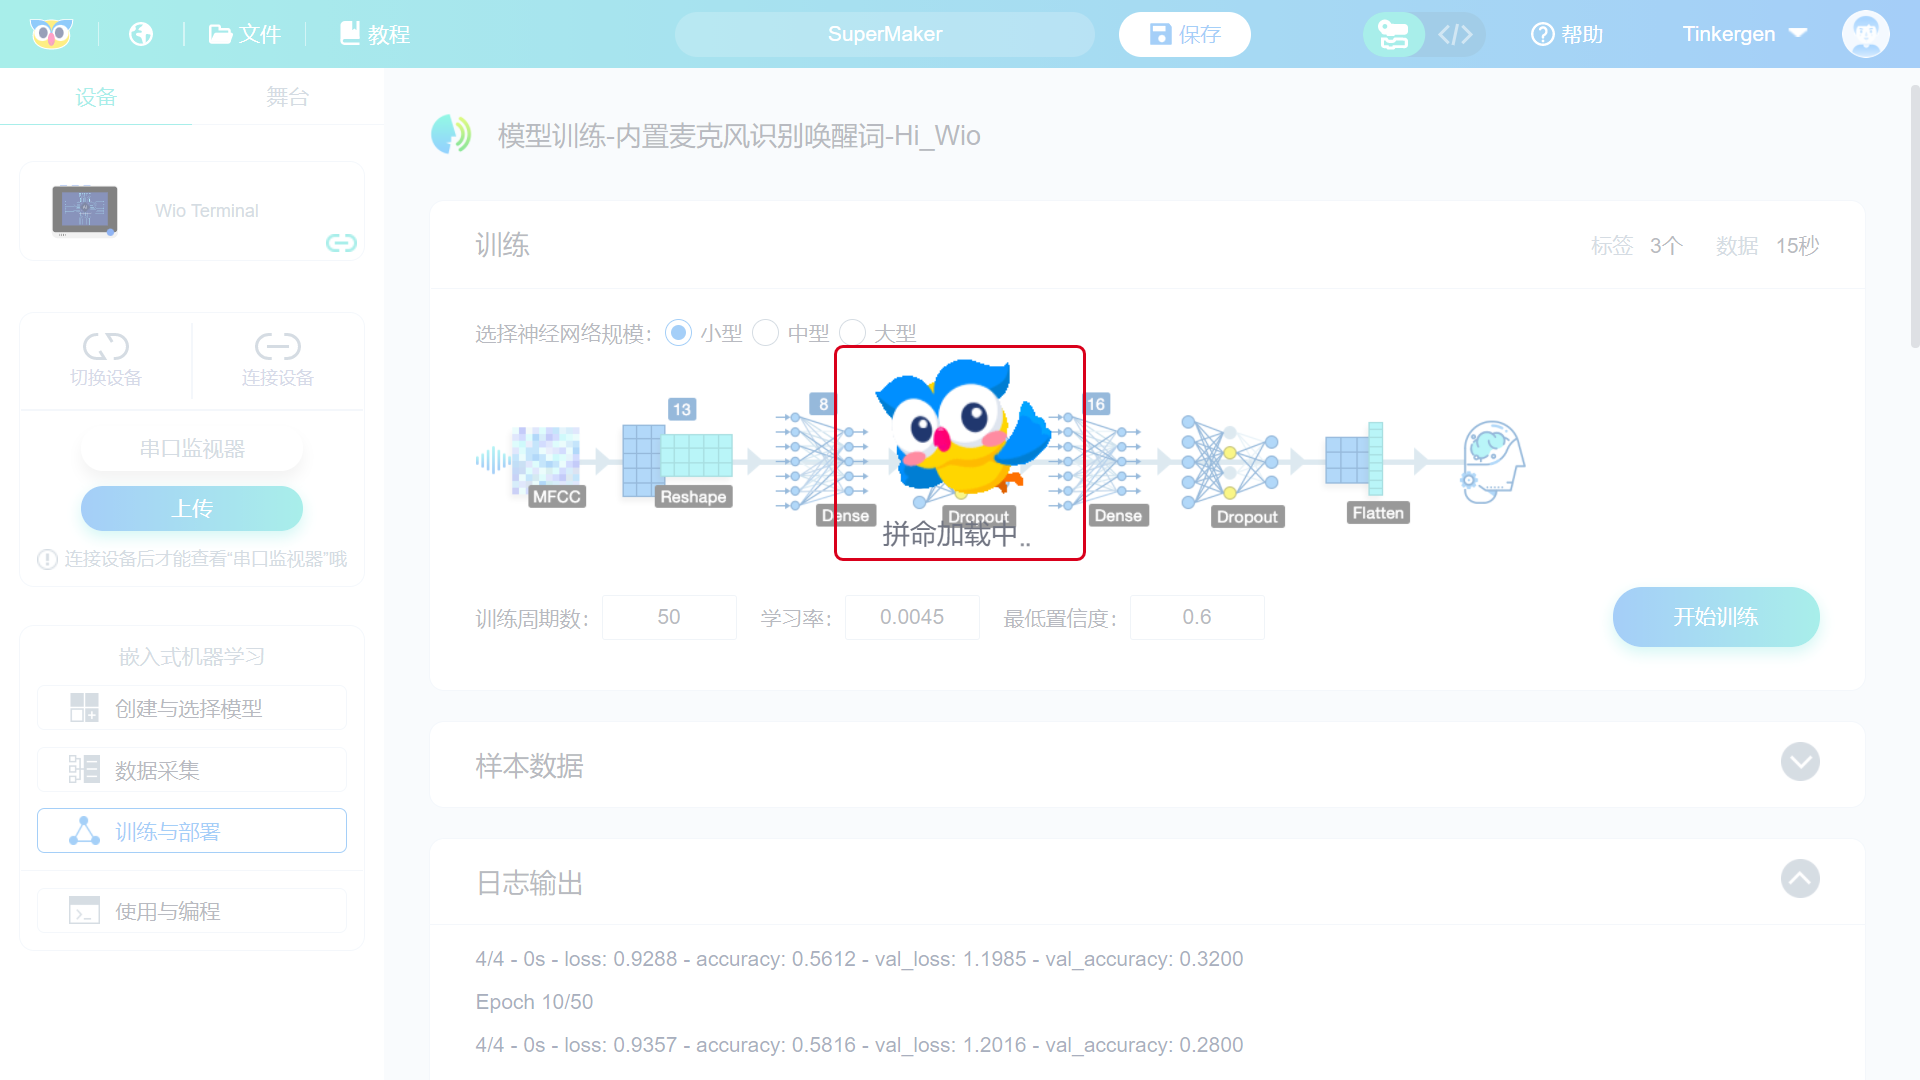 文件
教程
SuperMaker
保存
帮助
Tinkergen
设备
舞台
Wio Terminal
切换设备
连接设备
串口监视器
上传
连接设备后才能查看“串口监视器”哦
嵌入式机器学习
创建与选择模型
数据采集
训练与部署
使用与编程
模型训练-内置麦克风识别唤醒词-Hi_Wio
训练
标签 3个 数据 15秒
选择神经网络规模: 小型 中型 大型
13 8 16
MFCC Reshape Dense Dropout Dense Dropout Flatten
拼命加载中..
训练周期数: 50 学习率: 0.0045 最低置信度: 0.6
开始训练
样本数据
日志输出
4/4 - 0s - loss: 0.9288 - accuracy: 0.5612 - val_loss: 1.1985 - val_accuracy: 0.3200
Epoch 10/50
4/4 - 0s - loss: 0.9357 - accuracy: 0.5816 - val_loss: 1.2016 - val_accuracy: 0.2800